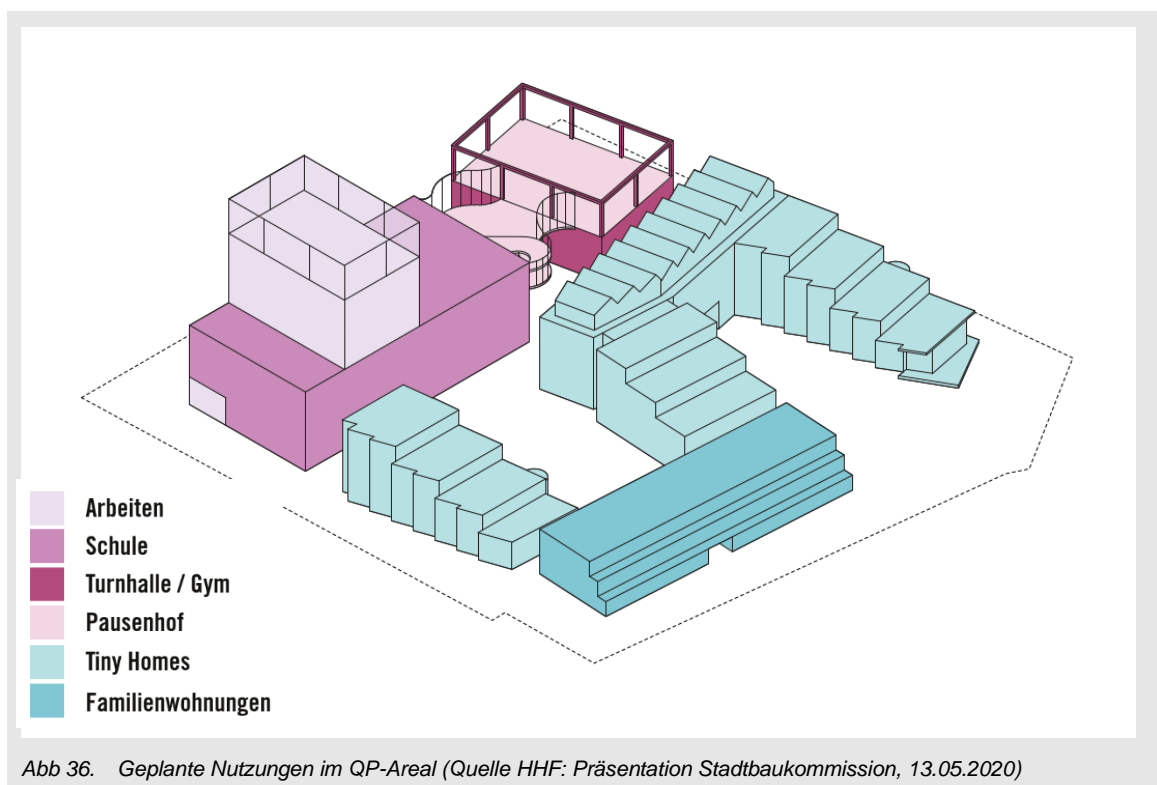 Arbeiten
Schule
Turnhalle / Gym
Pausenhof
Tiny Homes
Familienwohnungen
Abb 36. Geplante Nutzungen im QP-Areal (Quelle HHF: Präsentation Stadtbaukommission, 13.05.2020)